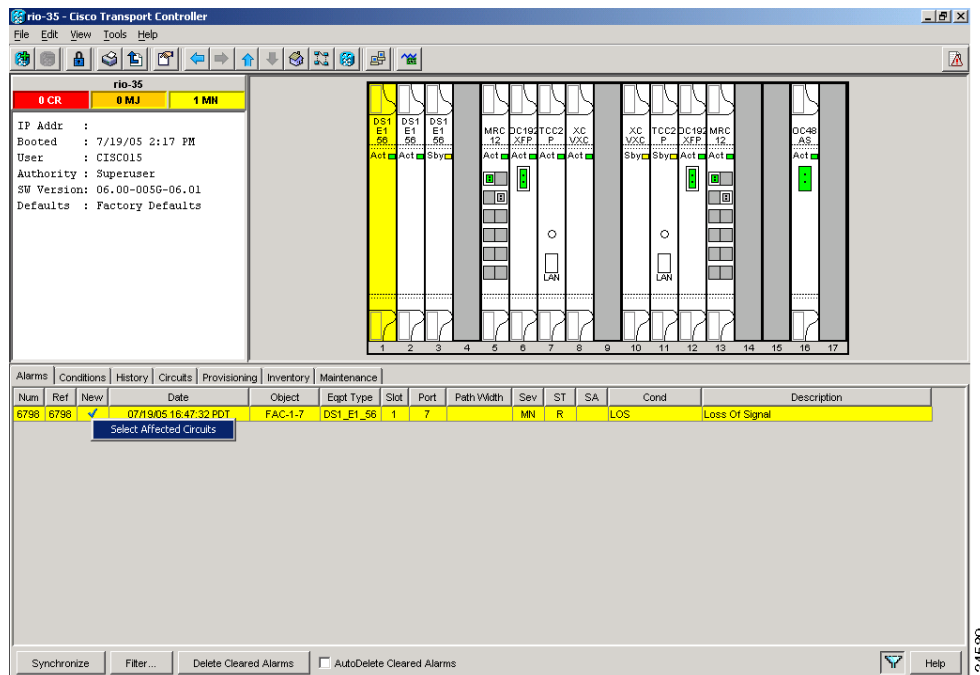 rio-35 - Cisco Transport Controller
File Edit View Tools Help
rio-35
0 CR 0 MJ 1 MN
IP Addr :
Booted : 7/19/05 2:17 PM
User : CISCO15
Authority : Superuser
SW Version: 06.00-005G-06.01
Defaults : Factory Defaults
DS1 E1 56 Act
DS1 E1 56 Act
DS1 E1 56 Sby
MRC 12 Act
OC192 XFP Act
TCC2 P Act
XC VXC Act
XC VXC Sby
TCC2 P Sby
OC192 XFP Act
MRC 12 Act
OC48 AS Act
LAN LAN
1 2 3 4 5 6 7 8 9 10 11 12 13 14 15 16 17
Alarms Conditions History Circuits Provisioning Inventory Maintenance
Num Ref New Date Object Eqpt Type Slot Port Path Width Sev ST SA Cond Description
6798 6798 07/19/05 16:47:32 PDT FAC-1-7 DS1_E1_56 1 7 MN R LOS Loss Of Signal
Select Affected Circuits
Synchronize Filter... Delete Cleared Alarms AutoDelete Cleared Alarms Help